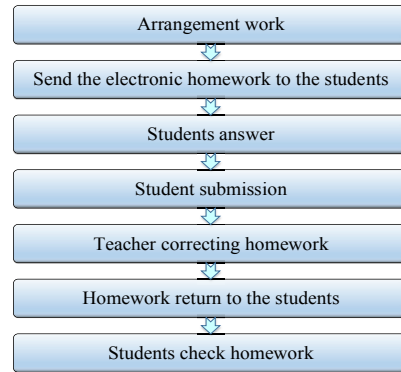 Arrangement work
Send the electronic homework to the students
Students answer
Student submission
Teacher correcting homework
Homework return to the students
Students check homework